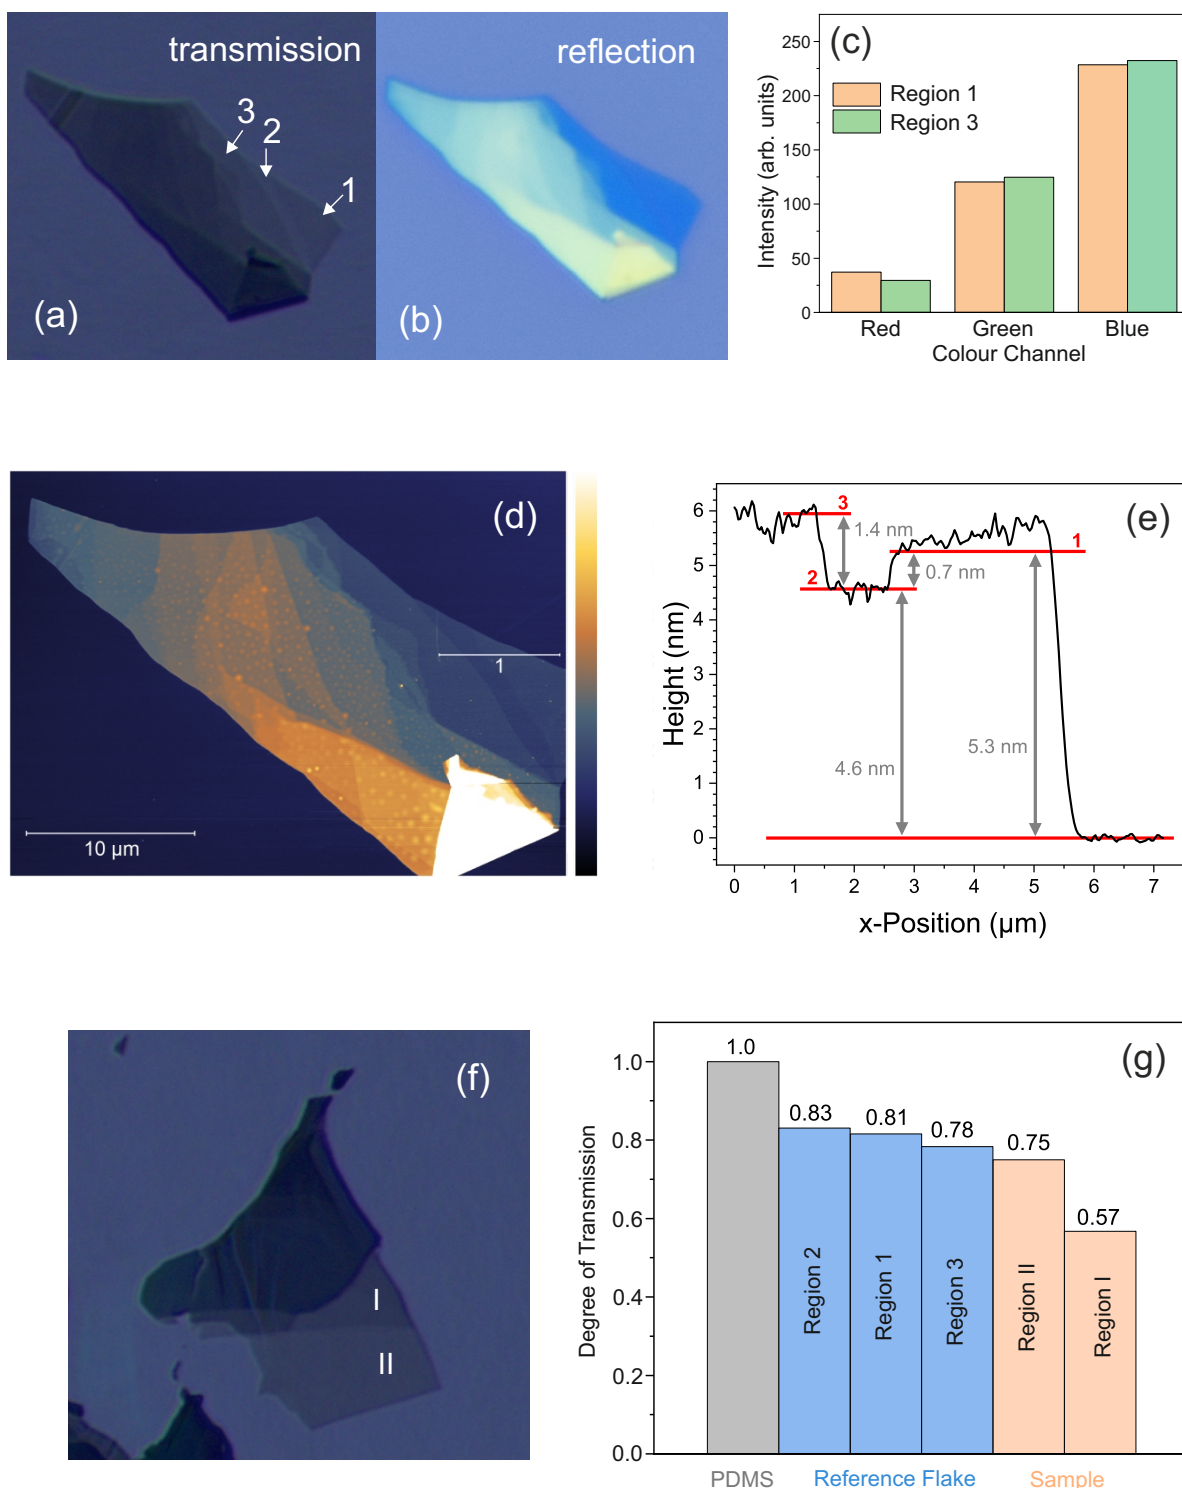 transmission
3
2
1
(a)
reflection
(b)
(c)
250
200
150
100
50
0
Intensity (arb. units)
Region 1
Region 3
Red
Green
Blue
Colour Channel
(d)
1
10 µm
(e)
6
5
4
3
2
1
0
Height (nm)
3
1.4 nm
1
2
0.7 nm
5.3 nm
4.6 nm
0
1
2
3
4
5
6
7
x-Position (µm)
(f)
I
II
(g)
1.0
0.8
0.6
0.4
0.2
0.0
Degree of Transmission
1.0
0.83
0.81
0.78
0.75
0.57
Region 2
Region 1
Region 3
Region II
Region I
PDMS
Reference Flake
Sample